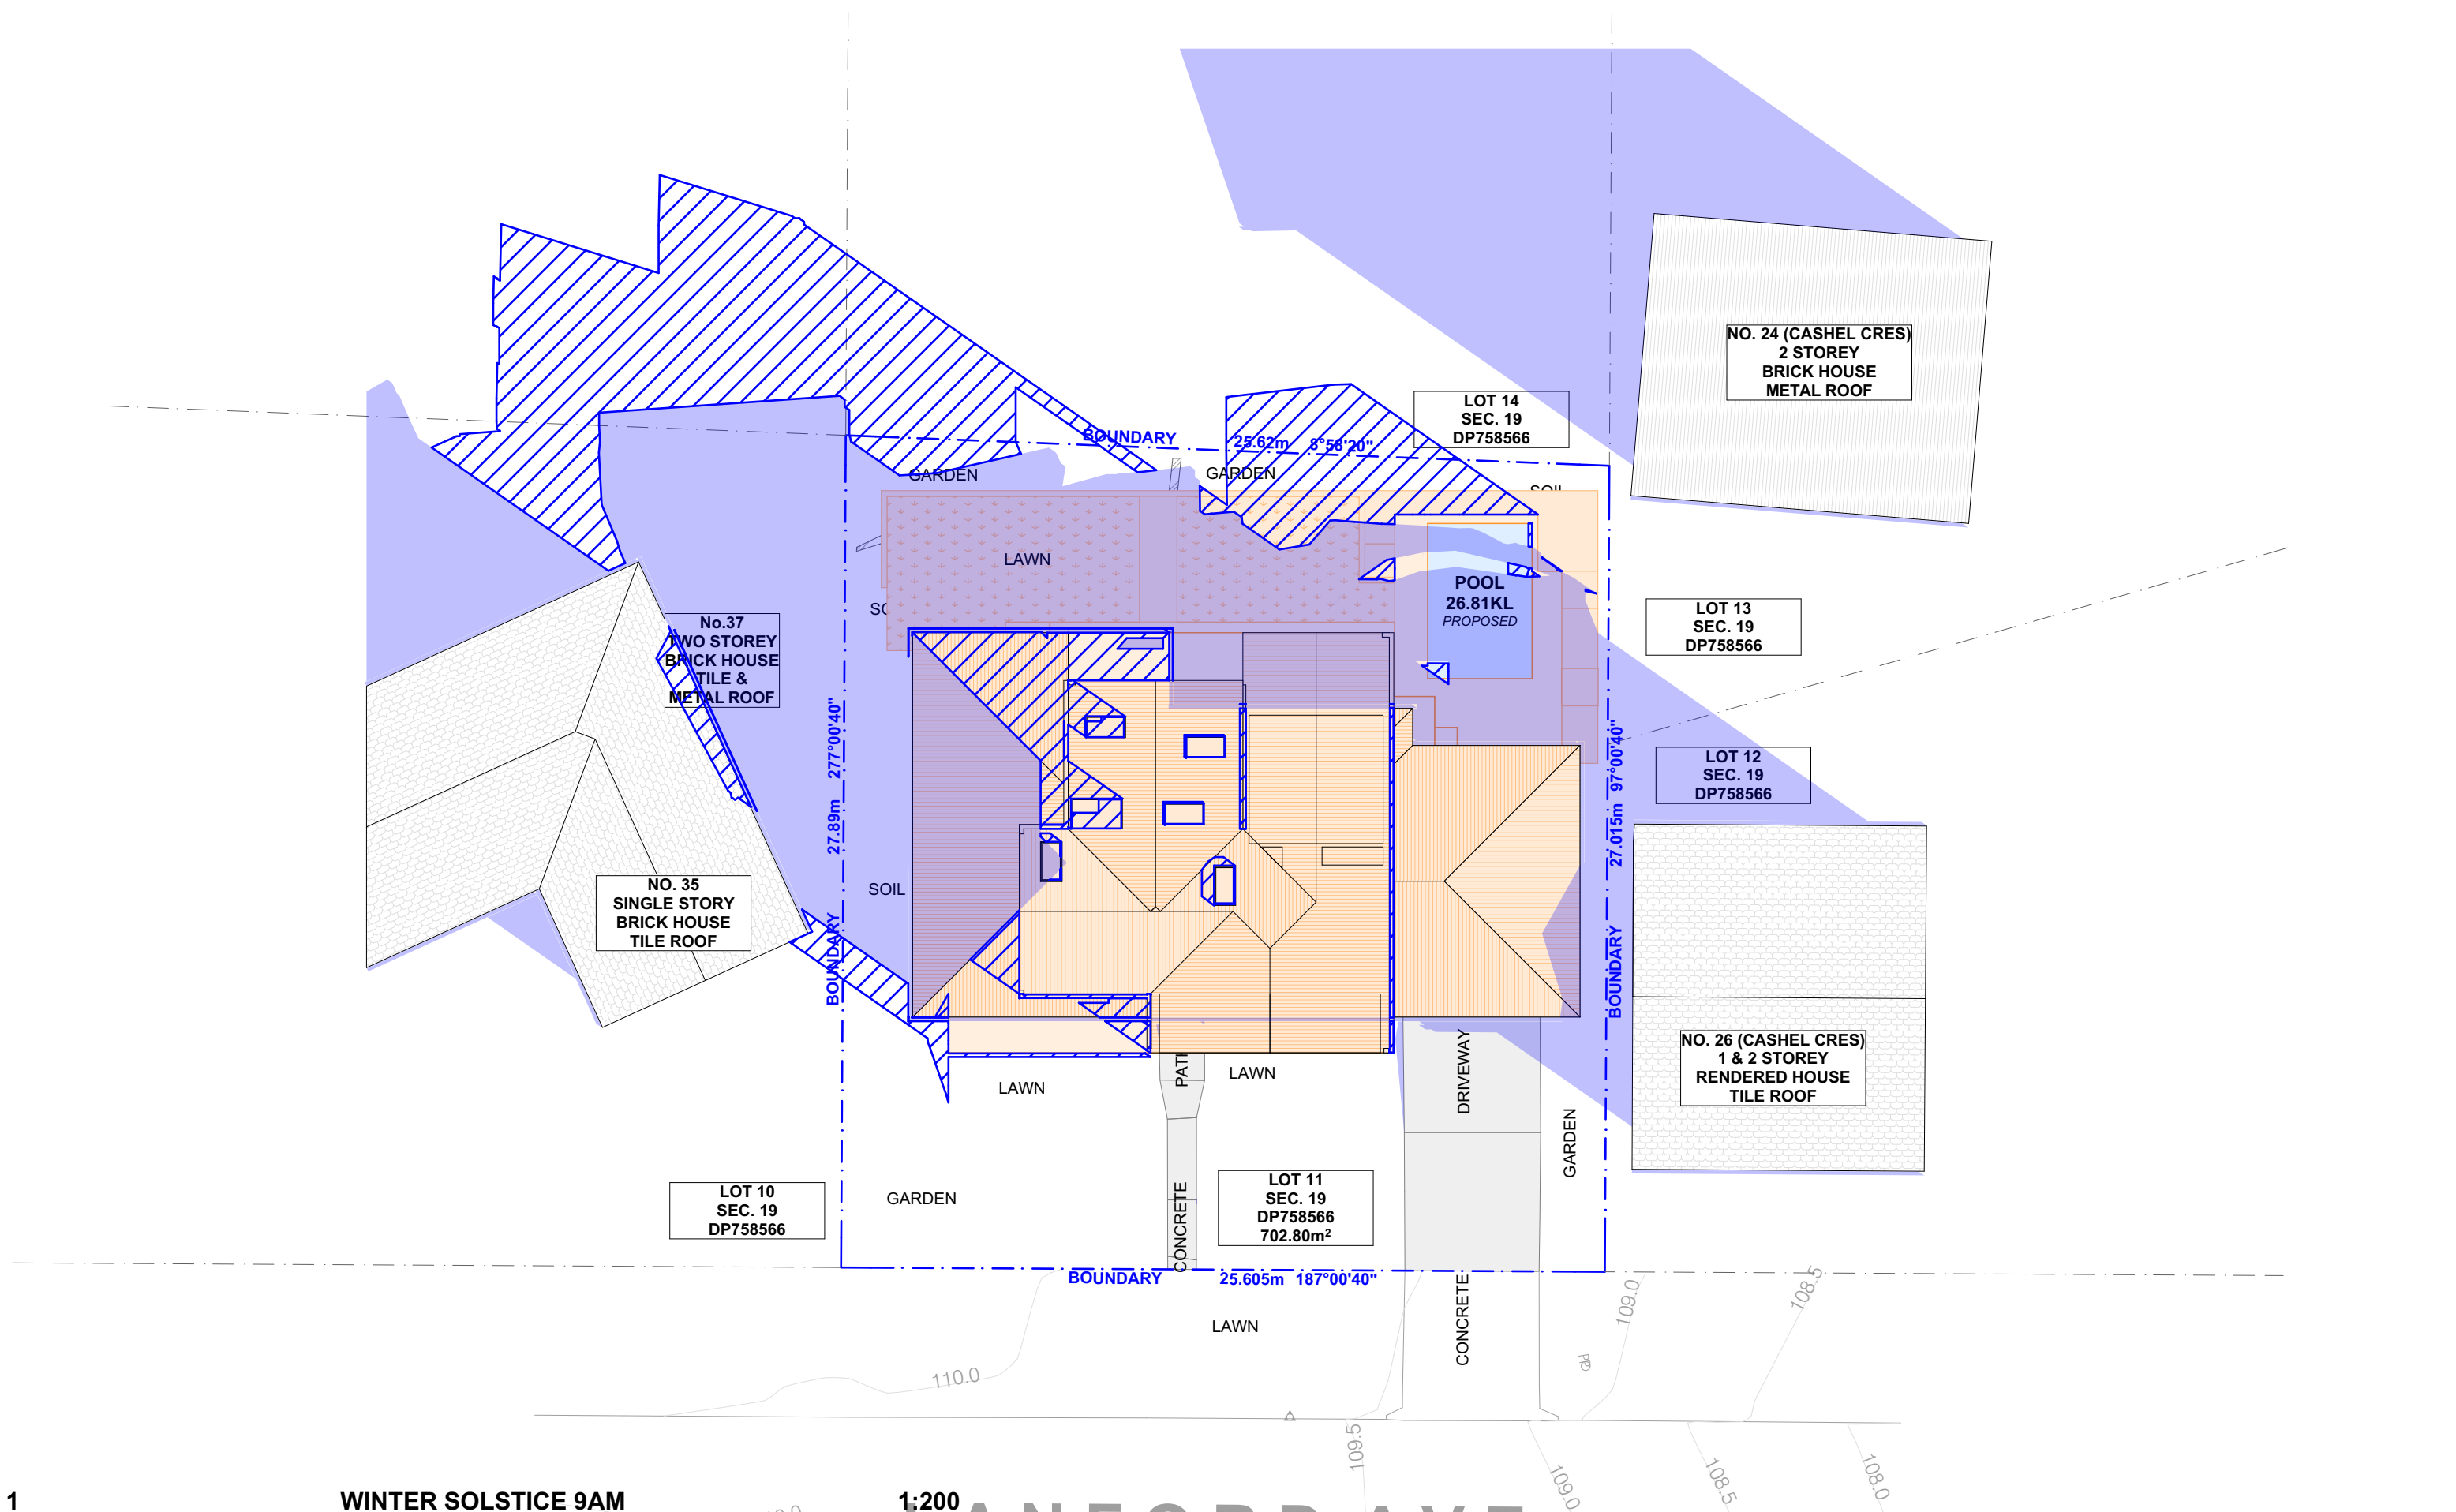 NO. 24 (CASHEL CRES)
2 STOREY
BRICK HOUSE
METAL ROOF
LOT 14
SEC. 19
DP758566
BOUNDARY 25.62m 8°58'20"
GARDEN
GARDEN
SOIL
LAWN
POOL
26.81KL
PROPOSED
LOT 13
SEC. 19
DP758566
No.37
TWO STOREY
BRICK HOUSE
TILE &
METAL ROOF
LOT 12
SEC. 19
DP758566
BOUNDARY 27.89m 277°00'40"
BOUNDARY 27.015m 97°00'40"
SOIL
NO. 35
SINGLE STORY
BRICK HOUSE
TILE ROOF
NO. 26 (CASHEL CRES)
1 & 2 STOREY
RENDERED HOUSE
TILE ROOF
PATH
LAWN
LAWN
DRIVEWAY
GARDEN
LOT 10
SEC. 19
DP758566
GARDEN
CONCRETE
LOT 11
SEC. 19
DP758566
702.80m²
BOUNDARY 25.605m 187°00'40"
LAWN
CONCRETE
109.0
108.5
110.0
109.5
109.0
108.5
108.0
1 WINTER SOLSTICE 9AM 1:200
AVE